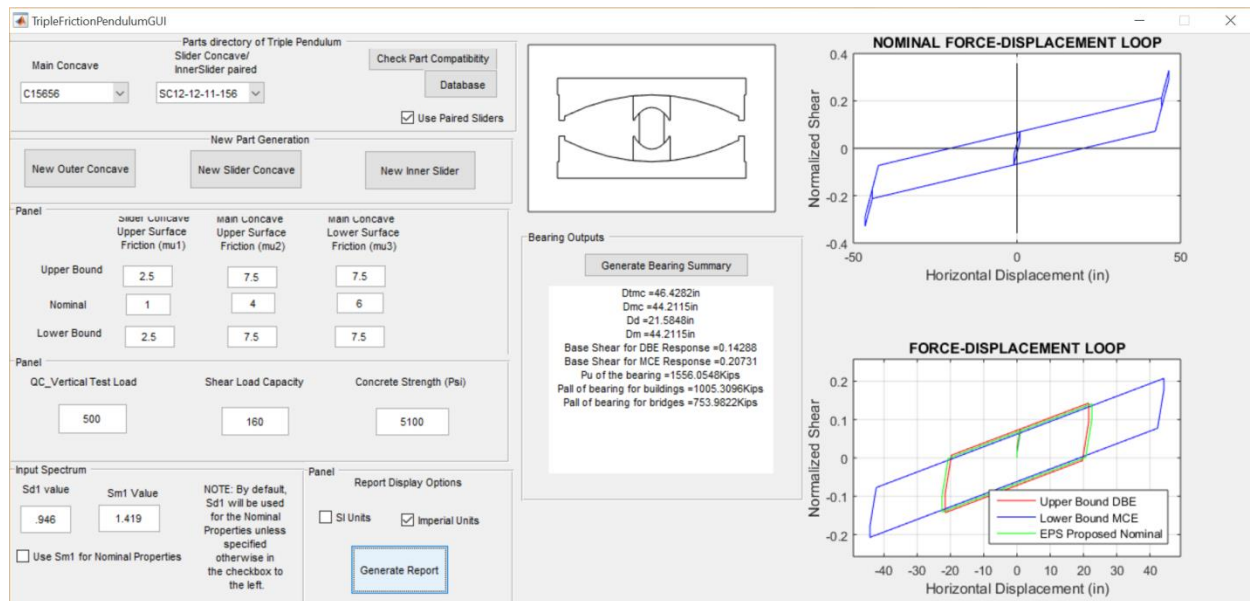 TripleFrictionPendulumGUI
Parts directory of Triple Pendulum
Main Concave
Slider Concave/
InnerSlider paired
C15656
SC12-12-11-156
Check Part Compatibitity
Database
Use Paired Sliders
New Part Generation
New Outer Concave
New Slider Concave
New Inner Slider
Panel
Slider Concave
Upper Surface
Friction (mu1)
Main Concave
Upper Surface
Friction (mu2)
Main Concave
Lower Surface
Friction (mu3)
Upper Bound
2.5
7.5
7.5
Nominal
1
4
6
Lower Bound
2.5
7.5
7.5
Panel
QC_Vertical Test Load
Shear Load Capacity
Concrete Strength (Psi)
500
160
5100
Input Spectrum
Sd1 value
Sm1 Value
.946
1.419
NOTE: By default,
Sd1 will be used
for the Nominal
Properties unless
specified
otherwise in
the checkbox to
the left.
Use Sm1 for Nominal Properties
Panel
Report Display Options
SI Units
Imperial Units
Generate Report
Bearing Outputs
Generate Bearing Summary
Dtmc =46.4282in
Dmc =44.2115in
Dd =21.5848in
Dm =44.2115in
Base Shear for DBE Response =0.14288
Base Shear for MCE Response =0.20731
Pu of the bearing =1556.0548Kips
Pall of bearing for buildings =1005.3096Kips
Pall of bearing for bridges =753.9822Kips
NOMINAL FORCE-DISPLACEMENT LOOP
Normalized Shear
0.4
0.2
0
-0.2
-0.4
-50
0
50
Horizontal Displacement (in)
FORCE-DISPLACEMENT LOOP
Normalized Shear
0.2
0.1
0
-0.1
-0.2
Upper Bound DBE
Lower Bound MCE
EPS Proposed Nominal
-40
-30
-20
-10
0
10
20
30
40
Horizontal Displacement (in)